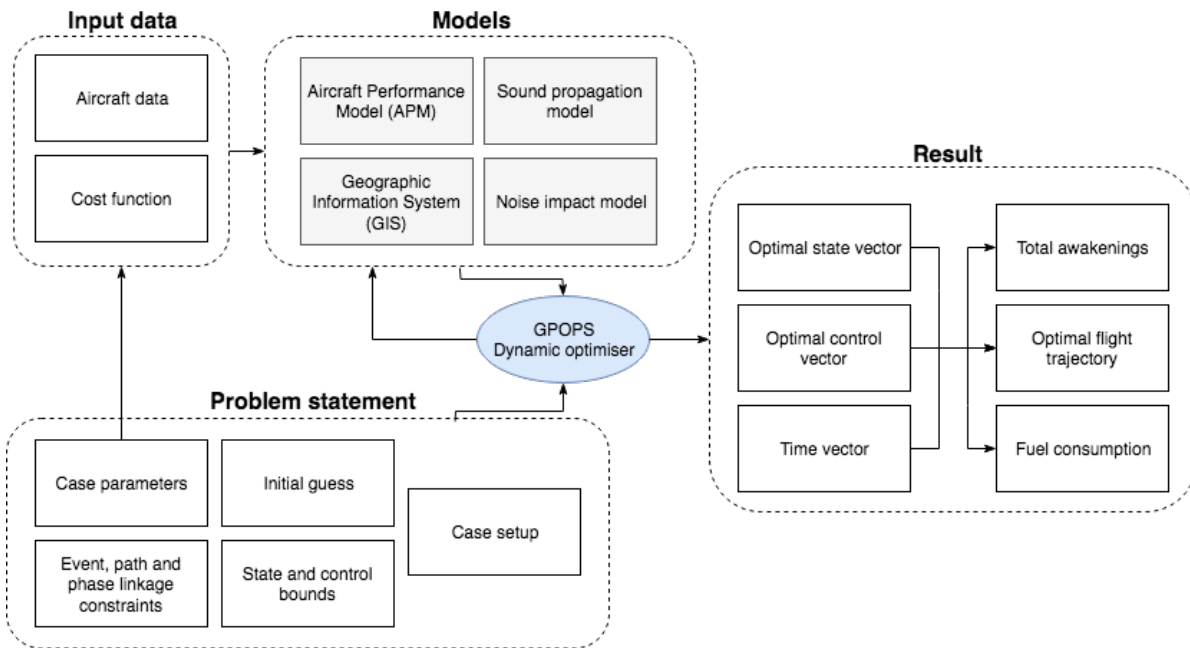 Input data
Aircraft data
Cost function
Models
Aircraft Performance
Model (APM)
Sound propagation
model
Geographic
Information System
(GIS)
Noise impact model
GPOPS
Dynamic optimiser
Problem statement
Case parameters
Initial guess
Case setup
Event, path and
phase linkage
constraints
State and control
bounds
Result
Optimal state vector
Total awakenings
Optimal control
vector
Optimal flight
trajectory
Time vector
Fuel consumption